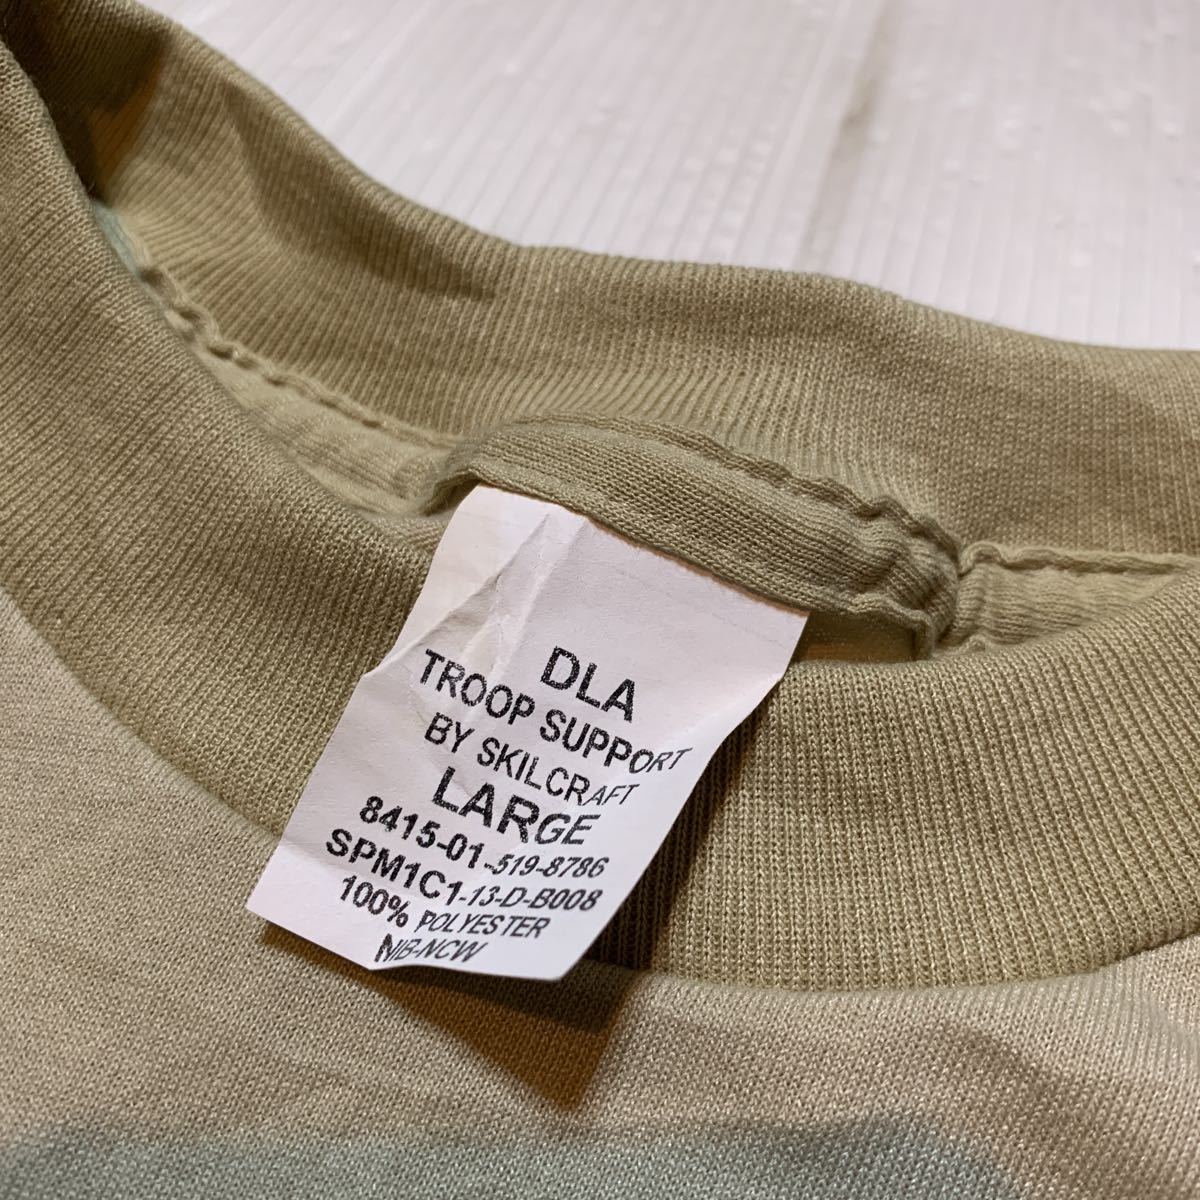 DLA
TROOP SUPPORT
BY SKILCRAFT
LARGE
8415-01-519-8786
SPM1C1-13-D-B008
100% POLYESTER
NIB-NCW